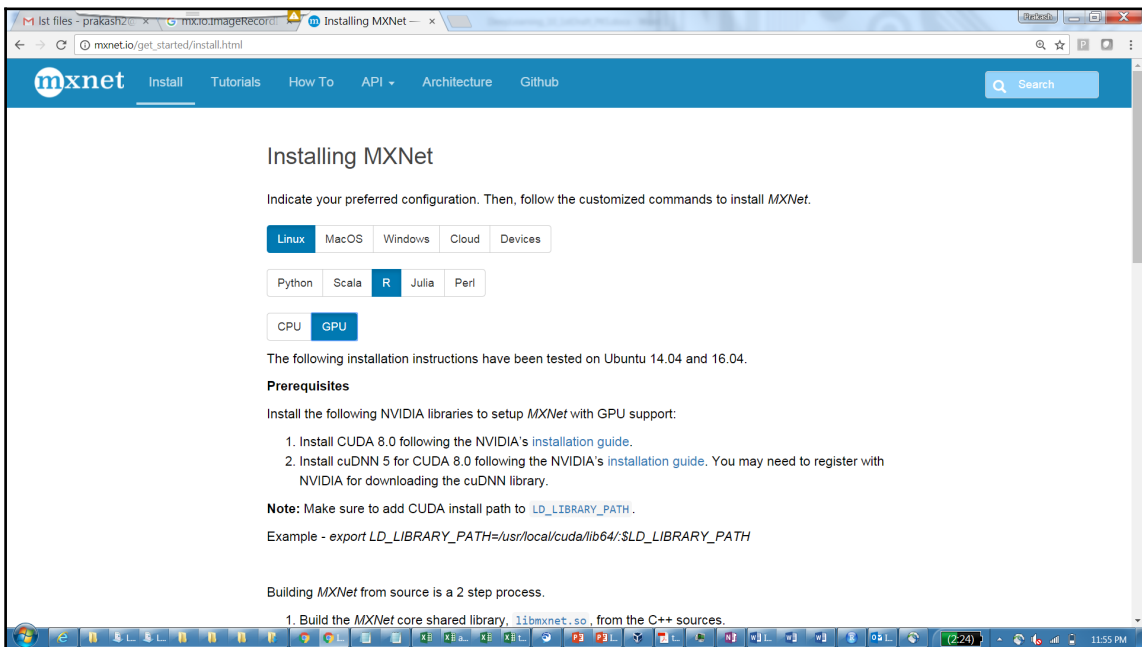 M lst files - prakash2
G mx.io.ImageRecord
Installing MXNet —
Prakash
mxnet.io/get_started/install.html
mxnet Install Tutorials How To API Architecture Github Search
Installing MXNet
Indicate your preferred configuration. Then, follow the customized commands to install MXNet.
Linux MacOS Windows Cloud Devices
Python Scala R Julia Perl
CPU GPU
The following installation instructions have been tested on Ubuntu 14.04 and 16.04.
Prerequisites
Install the following NVIDIA libraries to setup MXNet with GPU support:
1. Install CUDA 8.0 following the NVIDIA's installation guide.
2. Install cuDNN 5 for CUDA 8.0 following the NVIDIA's installation guide. You may need to register with
NVIDIA for downloading the cuDNN library.
Note: Make sure to add CUDA install path to LD_LIBRARY_PATH.
Example - export LD_LIBRARY_PATH=/usr/local/cuda/lib64/:$LD_LIBRARY_PATH
Building MXNet from source is a 2 step process.
1. Build the MXNet core shared library, libmxnet.so, from the C++ sources.
(2:24) 11:55 PM